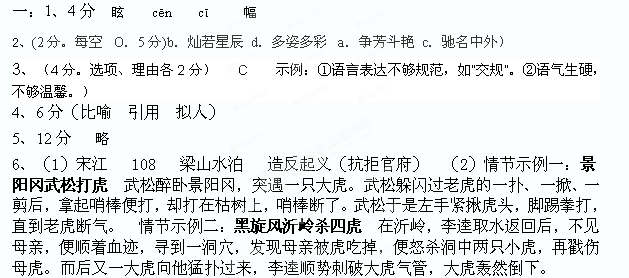 一：1、4分 眩 cēn cī 幅
2、(2分。每空 0．5分)b. 灿若星辰 d. 多姿多彩 a. 争芳斗艳 c. 驰名中外）
3、（4分。选项、理由各2分） C 示例：①语言表达不够规范，如"交规"。②语气生硬，
不够温馨。）
4、6分（比喻 引用 拟人）
5、12分 略
6、（1）宋江 108 梁山水泊 造反起义（抗拒官府） （2）情节示例一：景
阳冈武松打虎 武松醉卧景阳冈，突遇一只大虎。武松躲闪过老虎的一扑、一掀、一
剪后，拿起哨棒便打，却打在枯树上，哨棒断了。武松于是左手紧揪虎头，脚踢拳打，
直到老虎断气。 情节示例二：黑旋风沂岭杀四虎 在沂岭，李逵取水返回后，不见
母亲，便顺着血迹，寻到一洞穴，发现母亲被虎吃掉，便怒杀洞中两只小虎，再戳伤
母虎。而后又一大虎向他猛扑过来，李逵顺势刺破大虎气管，大虎轰然倒下。